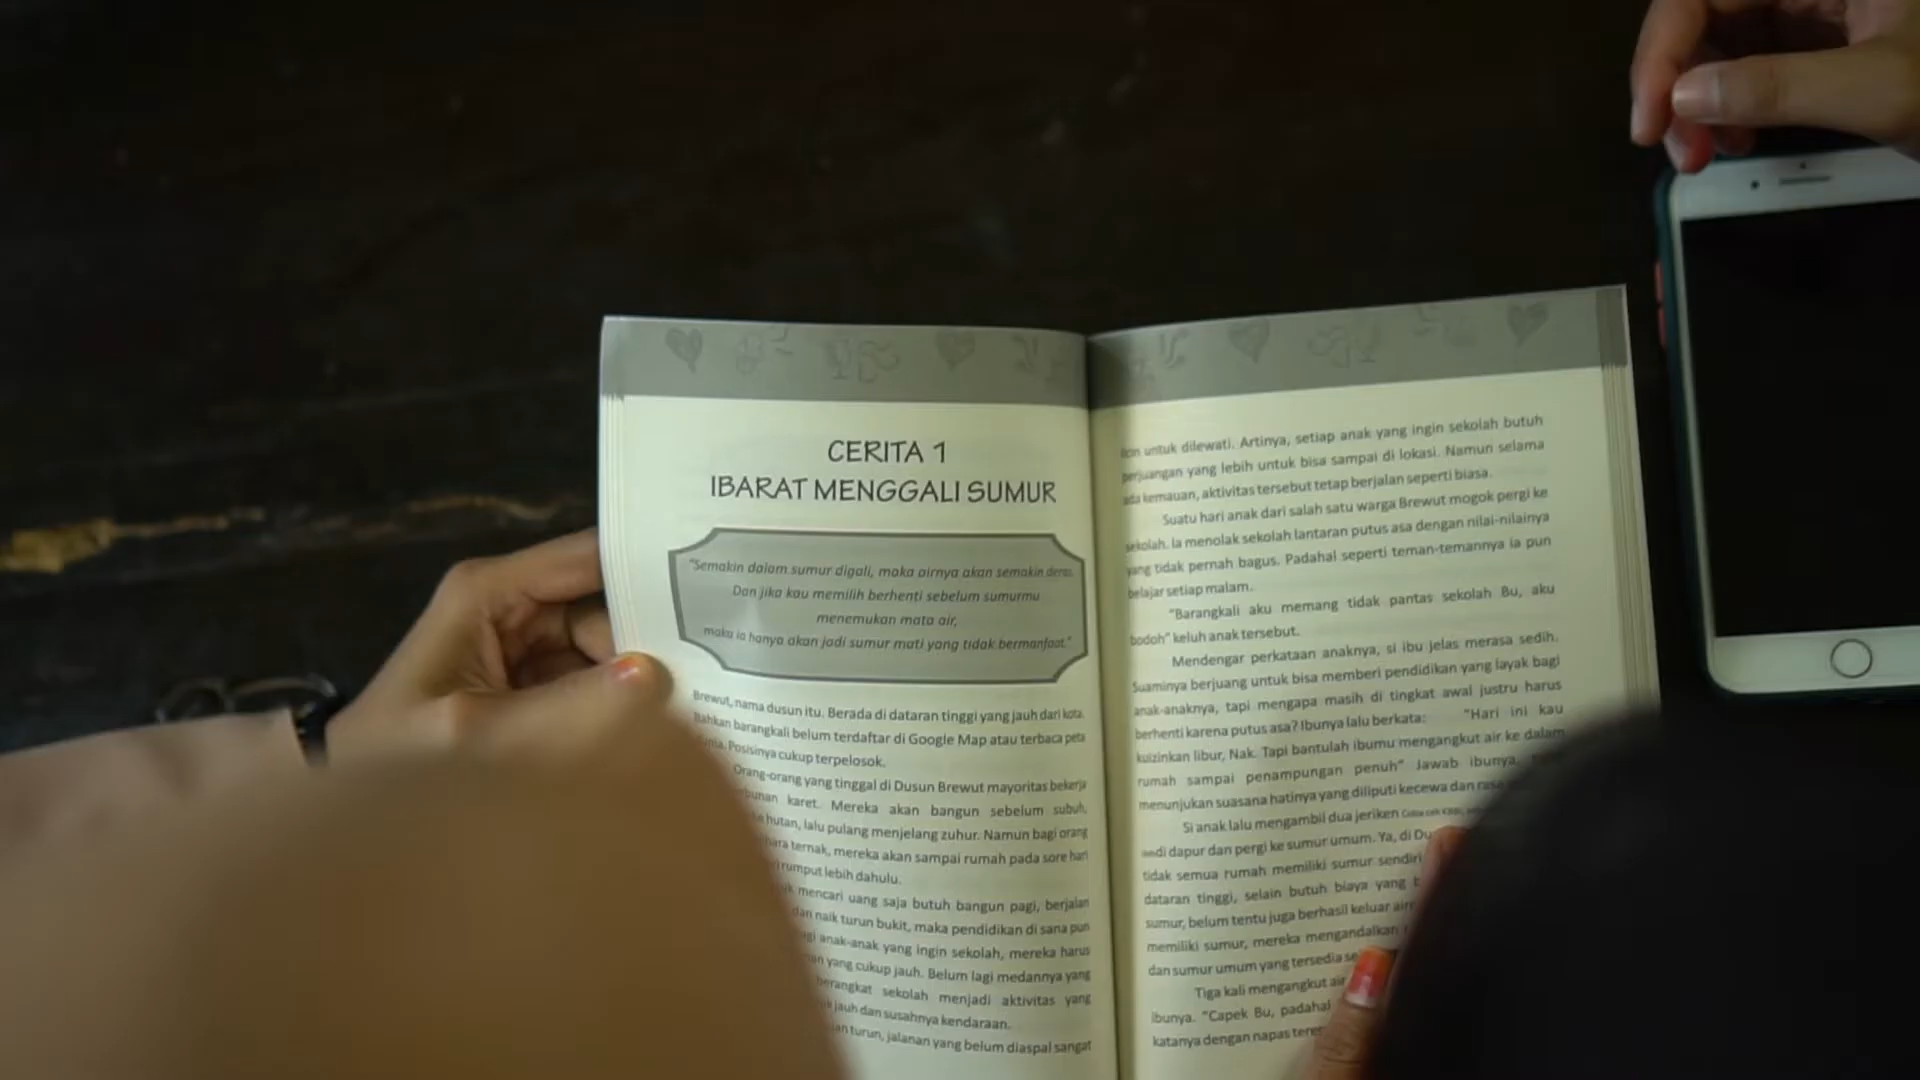 CERITA 1
IBARAT MENGGALI SUMUR
"Semakin dalam sumur digali, maka airnya akan semakin deras.
Dan jika kau memilih berhenti sebelum sumurmu
menemukan mata air,
maka ia hanya akan jadi sumur mati yang tidak bermanfaat."
Brewut, nama dusun itu. Berada di dataran tinggi yang jauh dari kota.
Bahkan barangkali belum terdaftar di Google Map atau terbaca peta
dunia. Posisinya cukup terpelosok.
Orang-orang yang tinggal di Dusun Brewut mayoritas bekerja
karet. Mereka akan bangun sebelum subuh,
hutan, lalu pulang menjelang zuhur. Namun bagi orang
ternak, mereka akan sampai rumah pada sore hari
rumput lebih dahulu.
mencari uang saja butuh bangun pagi, berjalan
dan naik turun bukit, maka pendidikan di sana pun
anak-anak yang ingin sekolah, mereka harus
yang cukup jauh. Belum lagi medannya yang
berangkat sekolah menjadi aktivitas yang
jauh dan susahnya kendaraan.
turun, jalanan yang belum diaspal sangat
licin untuk dilewati. Artinya, setiap anak yang ingin sekolah butuh
perjuangan yang lebih untuk bisa sampai di lokasi. Namun selama
ada kemauan, aktivitas tersebut tetap berjalan seperti biasa.
Suatu hari anak dari salah satu warga Brewut mogok pergi ke
sekolah. Ia menolak sekolah lantaran putus asa dengan nilai-nilainya
yang tidak pernah bagus. Padahal seperti teman-temannya ia pun
belajar setiap malam.
"Barangkali aku memang tidak pantas sekolah Bu, aku
bodoh" keluh anak tersebut.
Mendengar perkataan anaknya, si ibu jelas merasa sedih.
Suaminya berjuang untuk bisa memberi pendidikan yang layak bagi
anak-anaknya, tapi mengapa masih di tingkat awal justru harus
berhenti karena putus asa? Ibunya lalu berkata: "Hari ini kau
kuizinkan libur, Nak. Tapi bantulah ibumu mengangkut air ke dalam
rumah sampai penampungan penuh" Jawab ibunya,
menunjukan suasana hatinya yang diliputi kecewa dan rasa
Si anak lalu mengambil dua jeriken
dapur dan pergi ke sumur umum. Ya, di
tidak semua rumah memiliki sumur sendiri
dataran tinggi, selain butuh biaya yang
sumur, belum tentu juga berhasil keluar
memiliki sumur, mereka mengandalkan
dan sumur umum yang tersedia
Tiga kali mengangkut air
ibunya. "Capek Bu, padahal
katanya dengan napas